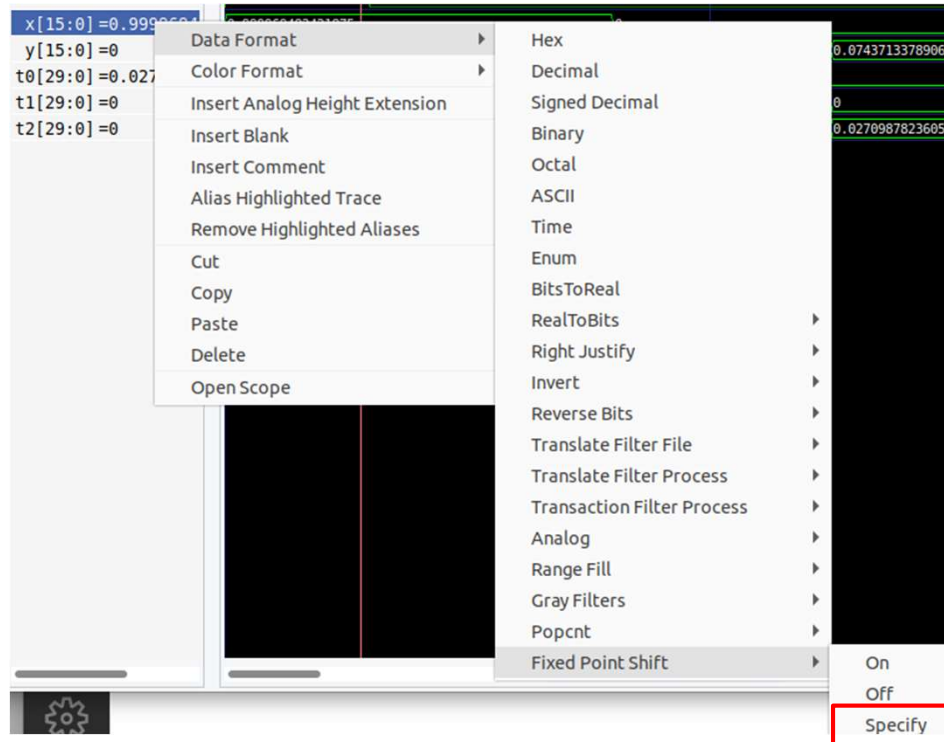 x[15:0]=0.9999694
y[15:0]=0
t0[29:0]=0.027
t1[29:0]=0
t2[29:0]=0
Data Format
Color Format
Insert Analog Height Extension
Insert Blank
Insert Comment
Alias Highlighted Trace
Remove Highlighted Aliases
Cut
Copy
Paste
Delete
Open Scope
Hex
Decimal
Signed Decimal
Binary
Octal
ASCII
Time
Enum
BitsToReal
RealToBits
Right Justify
Invert
Reverse Bits
Translate Filter File
Translate Filter Process
Transaction Filter Process
Analog
Range Fill
Gray Filters
Popcnt
Fixed Point Shift
On
Off
Specify
0.0743713378906
0
0.0270987823605